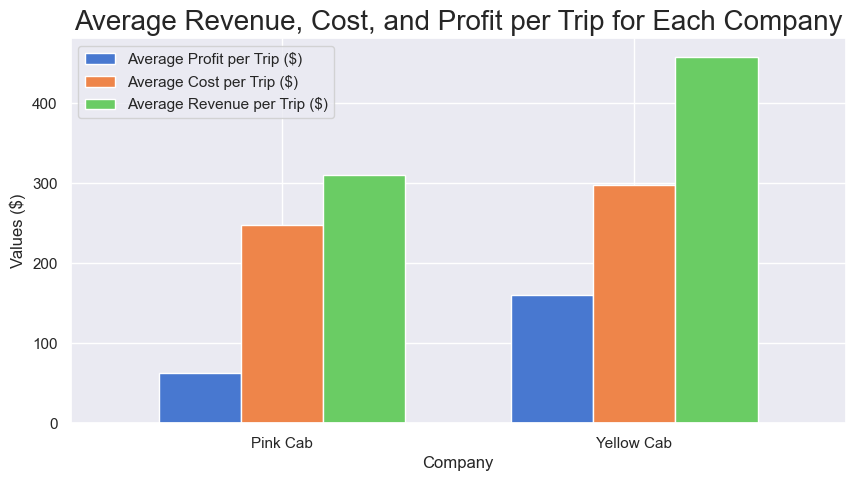 Average Revenue, Cost, and Profit per Trip for Each Company
Average Profit per Trip ($)
Average Cost per Trip ($)
Average Revenue per Trip ($)
400
300
200
100
0
Values ($)
Pink Cab
Yellow Cab
Company